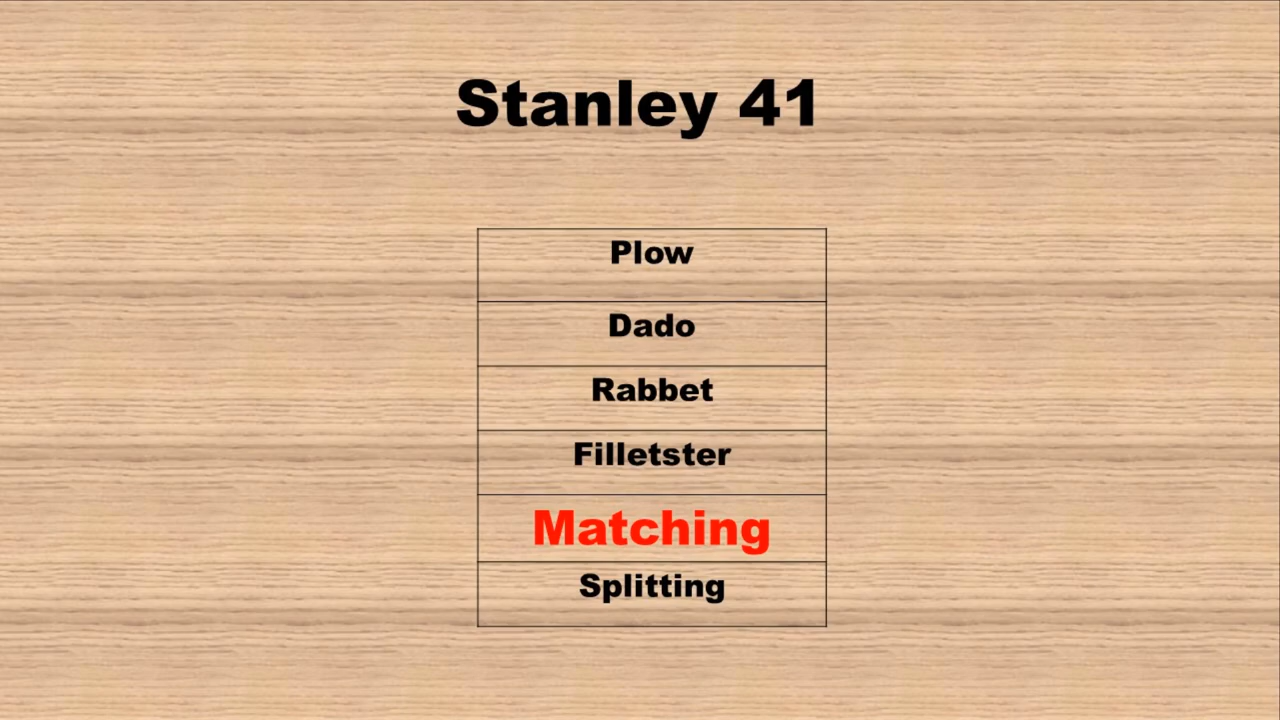 Stanley 41
Plow
Dado
Rabbet
Filletster
Matching
Splitting